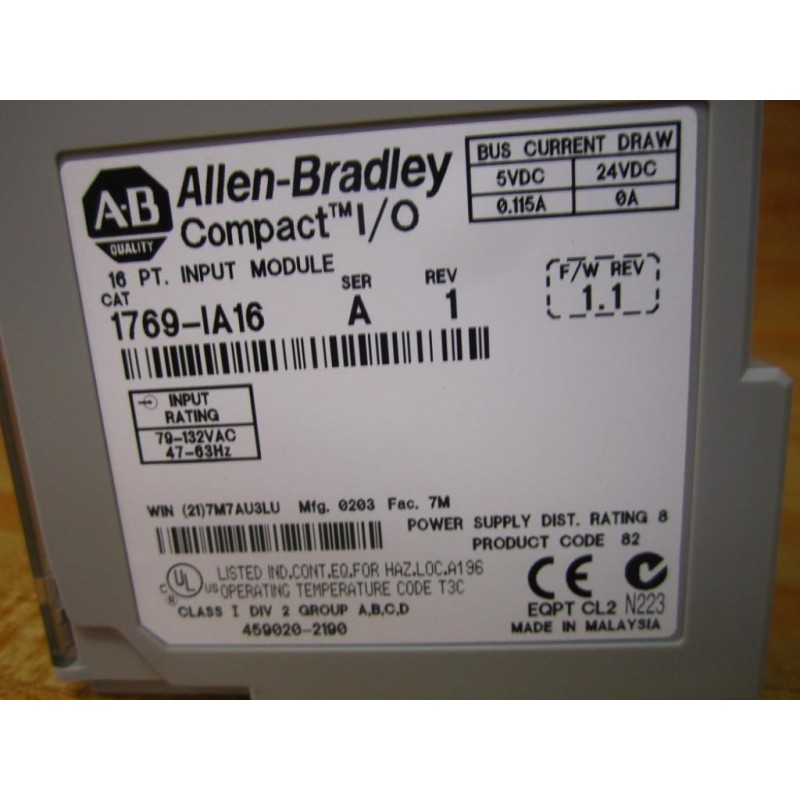 A-B
QUALITY
Allen-Bradley
Compact™ I/O
BUS CURRENT DRAW
5VDC 24VDC
0.115A 0A
16 PT. INPUT MODULE
CAT SER REV
1769-IA16 A 1
F/W REV
1.1
INPUT
RATING
79-132VAC
47-63Hz
WIN (21)7M7AU3LU Mfg. 0203 Fac. 7M
POWER SUPPLY DIST. RATING 8
PRODUCT CODE 82
C UL US
LISTED IND.CONT.EQ.FOR HAZ.LOC.A196
OPERATING TEMPERATURE CODE T3C
CLASS I DIV 2 GROUP A,B,C,D
459020-2190
CE
EQPT CL2 N223
MADE IN MALAYSIA